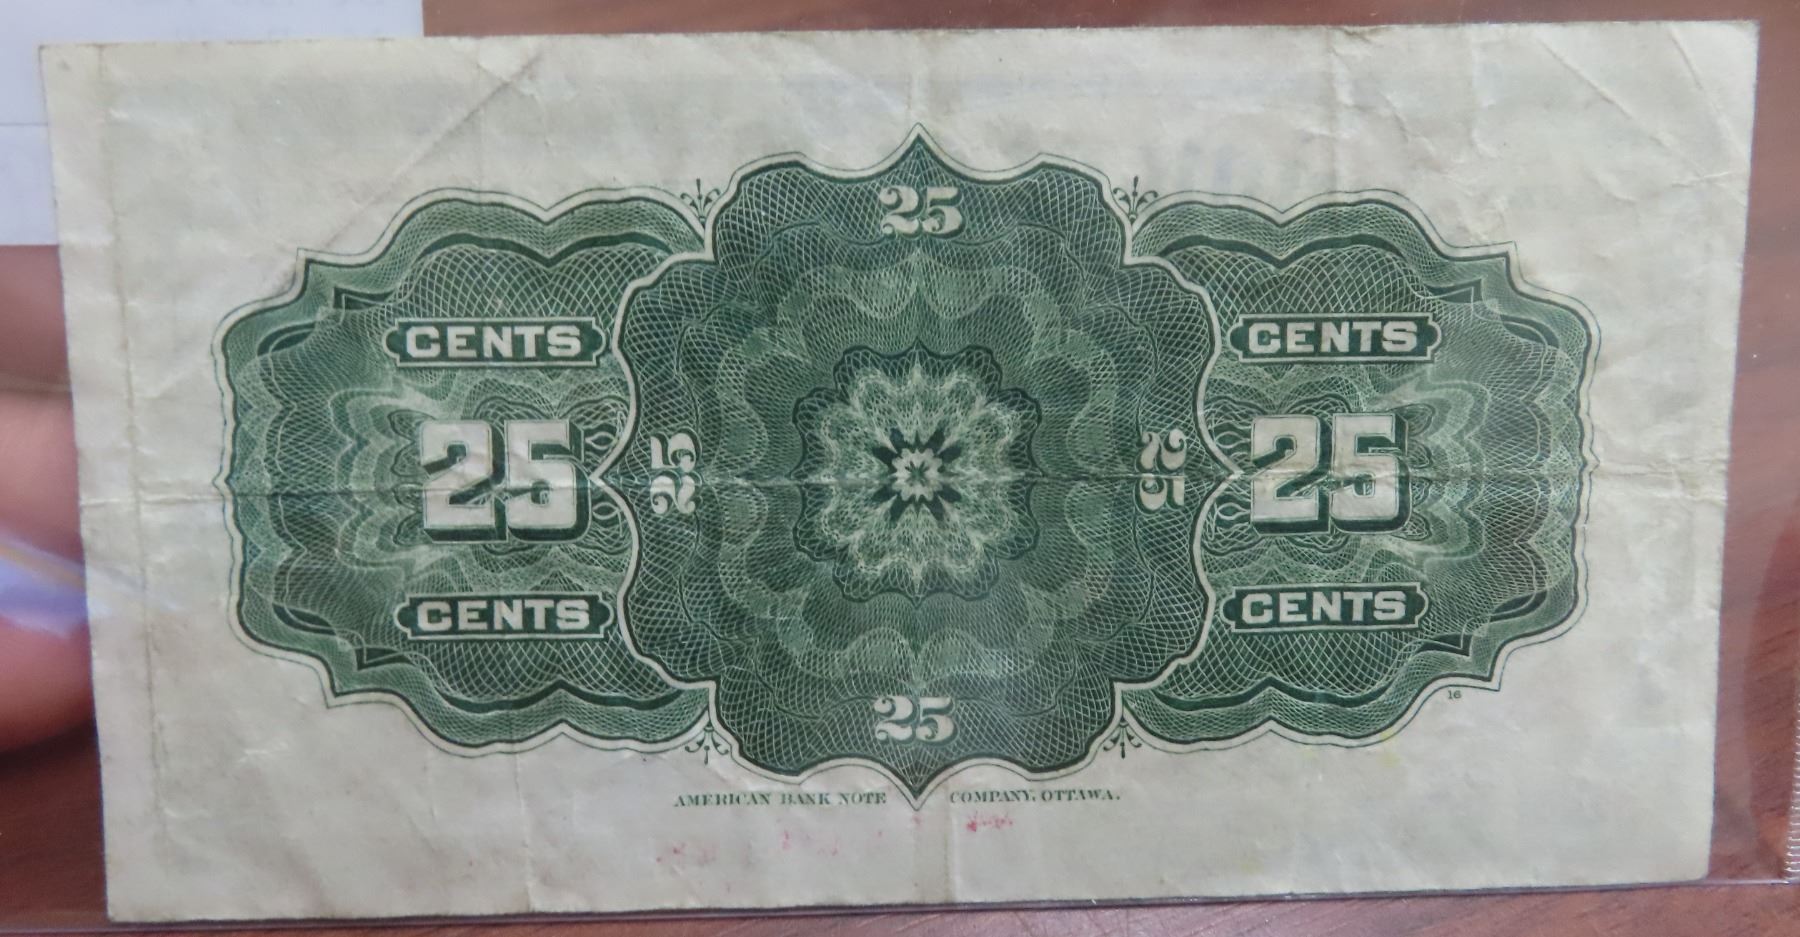 25
CENTS CENTS
25 25 25 25
CENTS CENTS
25
16
AMERICAN BANK NOTE COMPANY, OTTAWA.